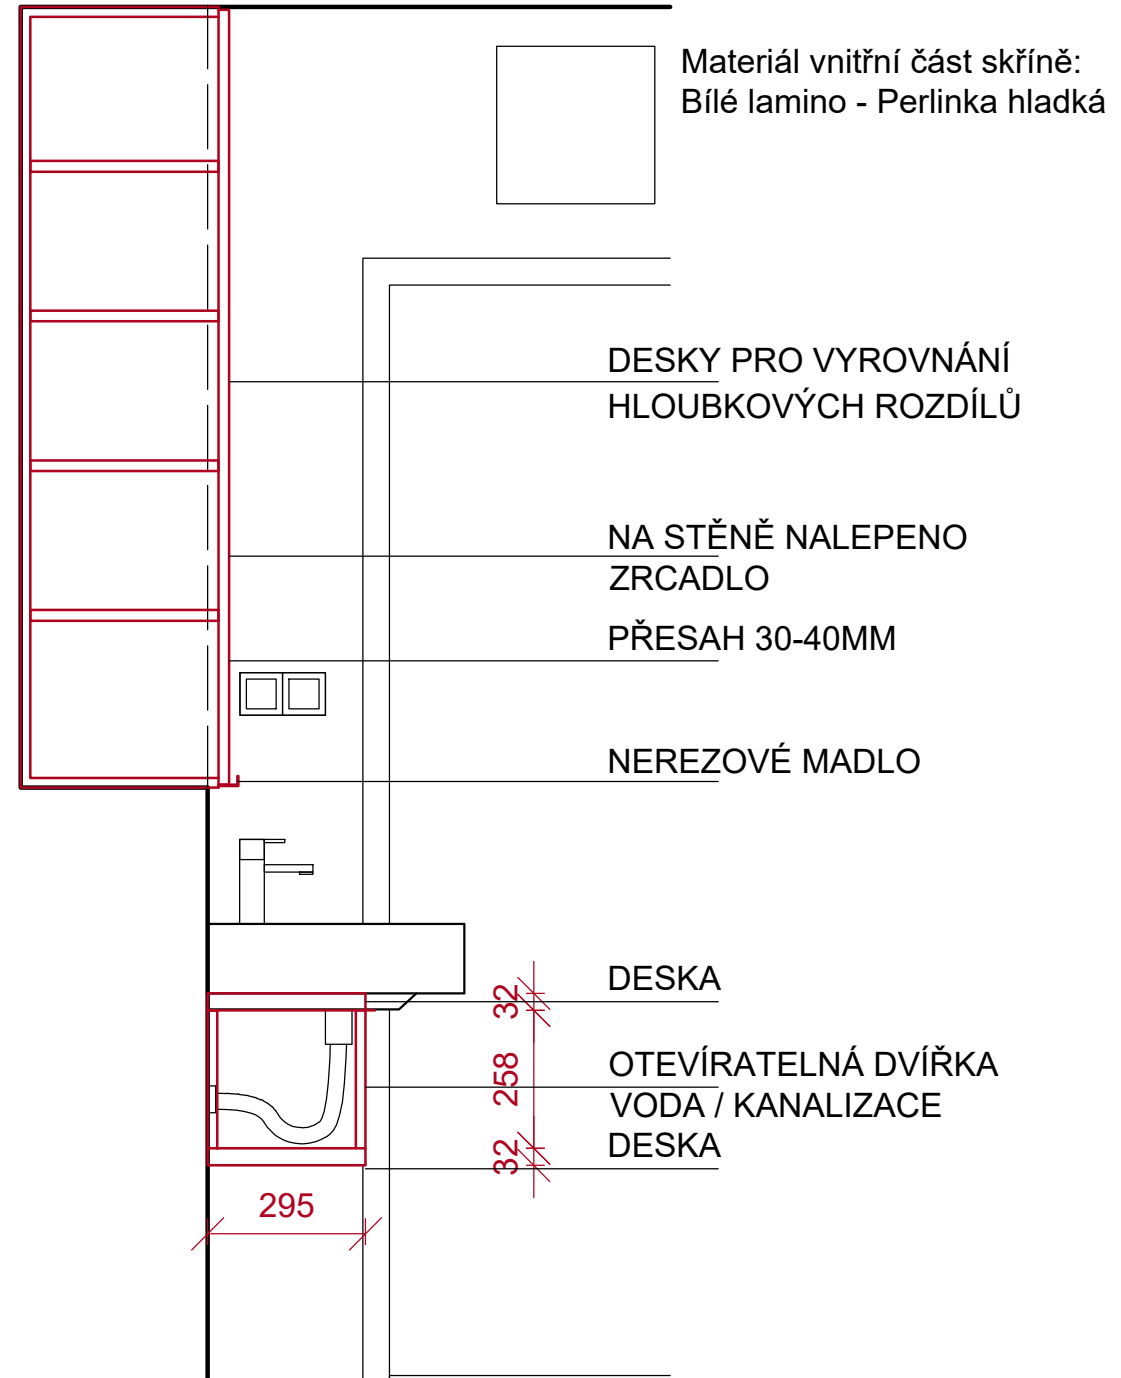 Materiál vnitřní část skříně:
Bílé lamino - Perlinka hladká
DESKY PRO VYROVNÁNÍ
HLOUBKOVÝCH ROZDÍLŮ
NA STĚNĚ NALEPENO
ZRCADLO
PŘESAH 30-40MM
NEREZOVÉ MADLO
DESKA
32
258
OTEVÍRATELNÁ DVÍŘKA
VODA / KANALIZACE
DESKA
32
295